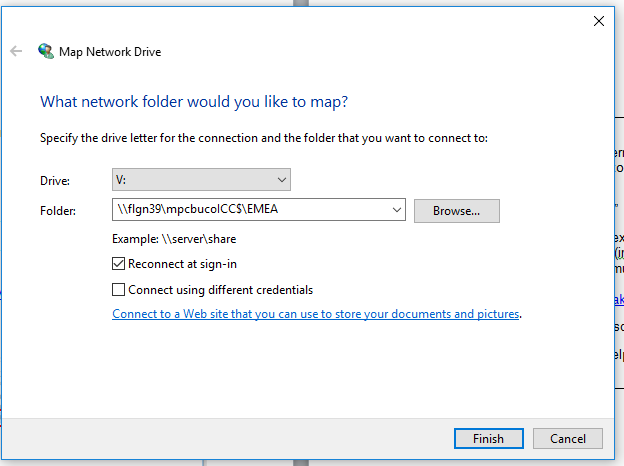 Map Network Drive
What network folder would you like to map?
Specify the drive letter for the connection and the folder that you want to connect to:
Drive: V:
Folder: \\flgn39\mpcbucolCC$\EMEA Browse...
Example: \\server\share
Reconnect at sign-in
Connect using different credentials
Connect to a Web site that you can use to store your documents and pictures.
Finish Cancel